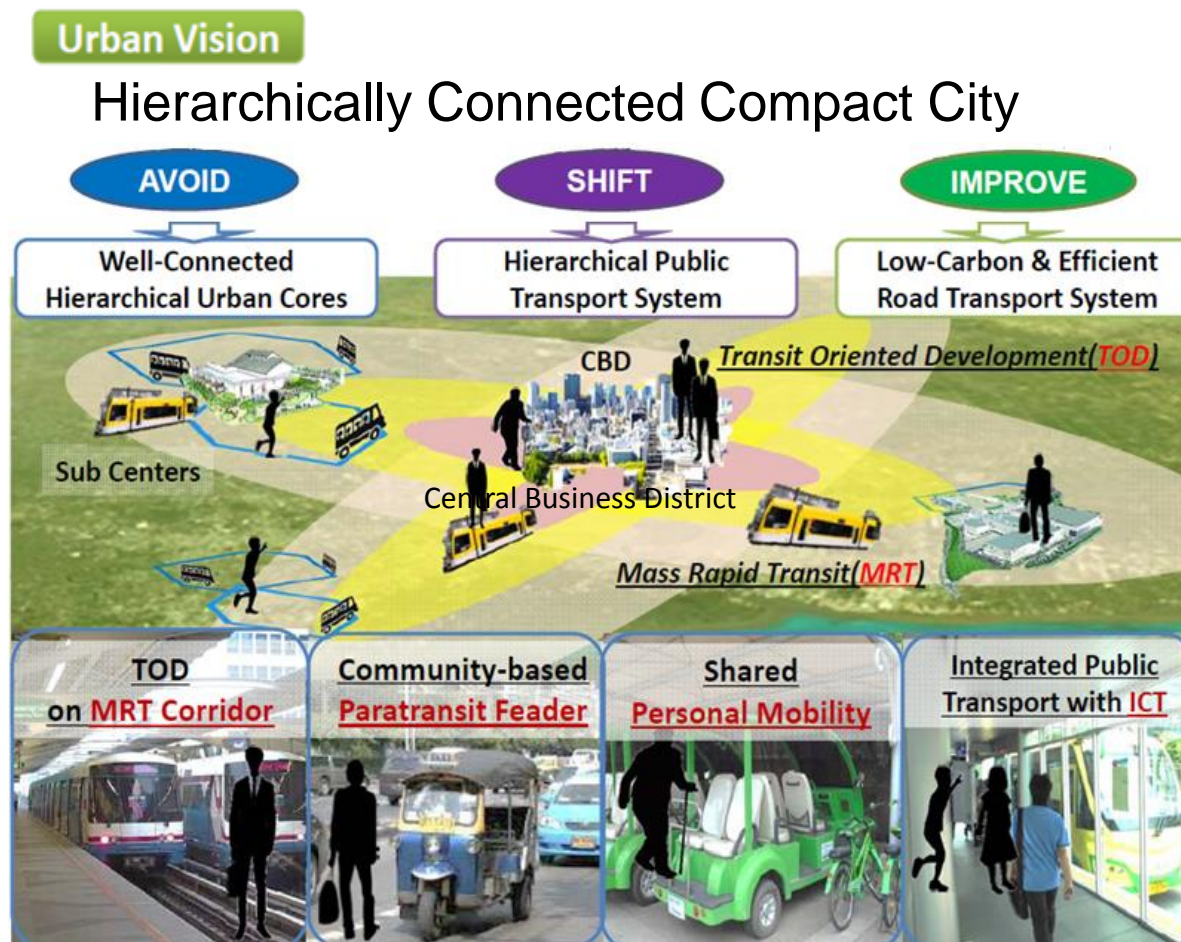 Urban Vision
Hierarchically Connected Compact City
AVOID
SHIFT
IMPROVE
Well-Connected
Hierarchical Urban Cores
Hierarchical Public
Transport System
Low-Carbon & Efficient
Road Transport System
CBD
Transit Oriented Development(TOD)
Sub Centers
Central Business District
Mass Rapid Transit(MRT)
TOD
on MRT Corridor
Community-based
Paratransit Feader
Shared
Personal Mobility
Integrated Public
Transport with ICT